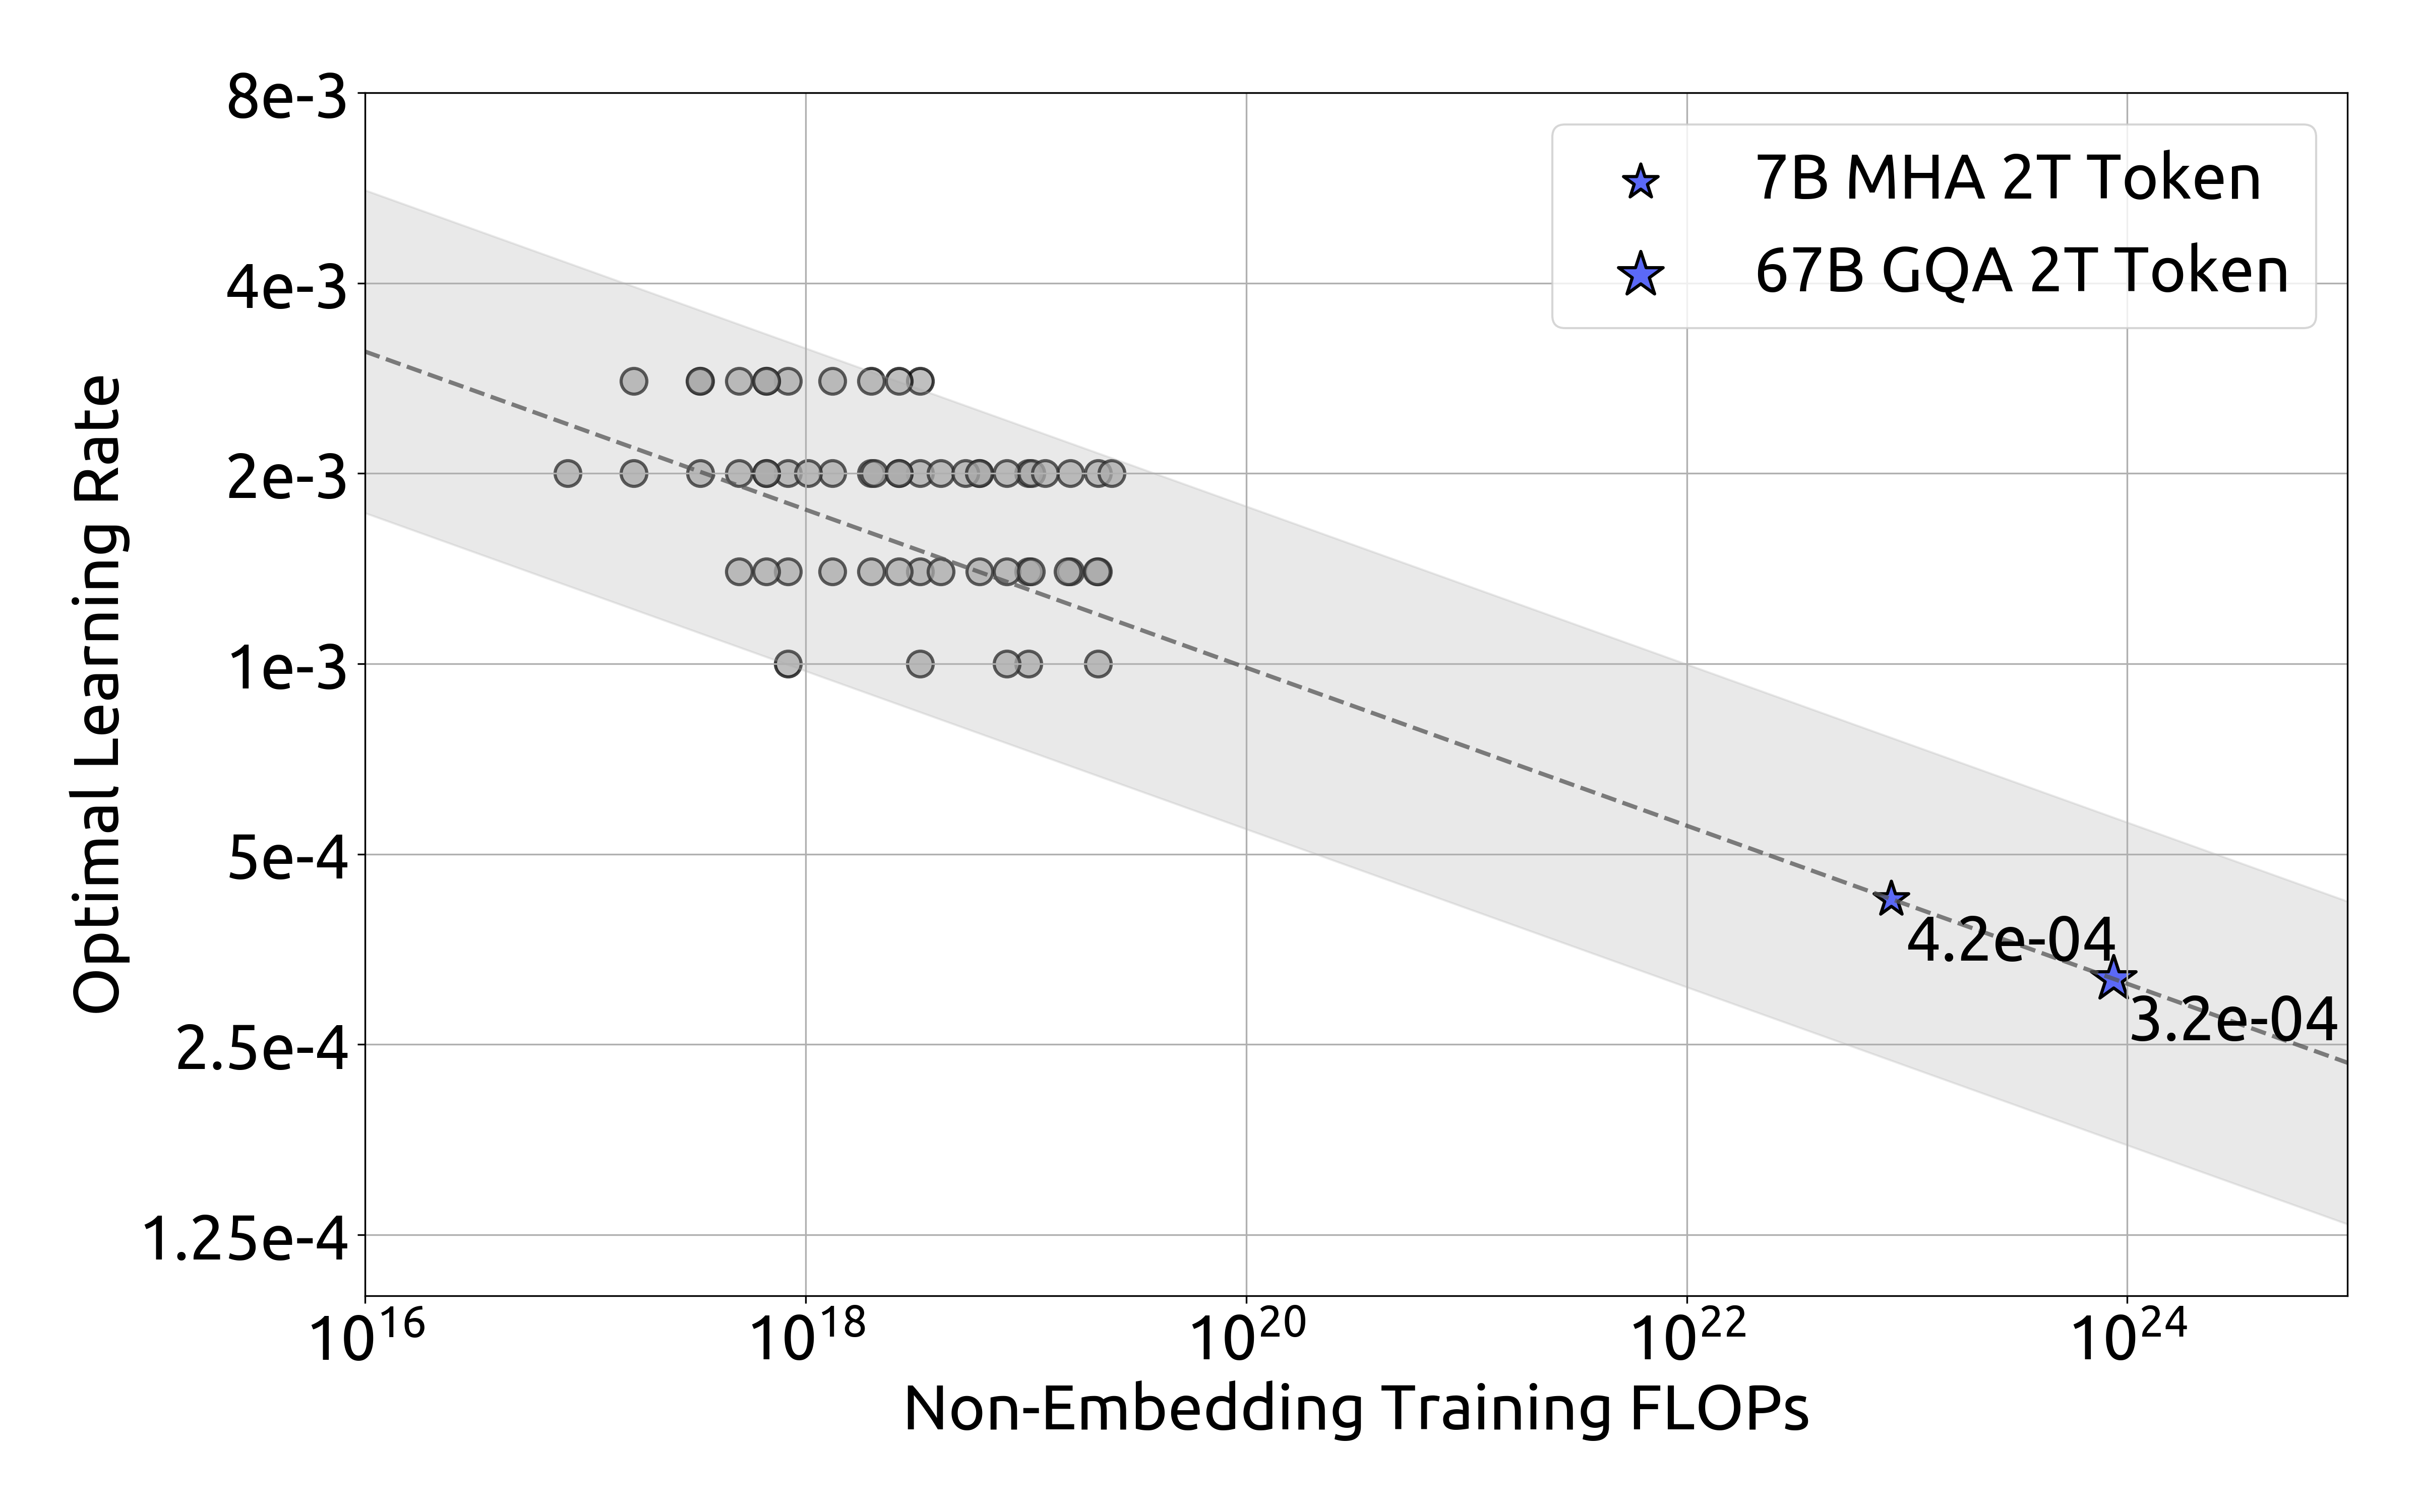 8e-3
4e-3
2e-3
1e-3
5e-4
2.5e-4
1.25e-4
Optimal Learning Rate
7B MHA 2T Token
67B GQA 2T Token
4.2e-04
3.2e-04
10^16 10^18 10^20 10^22 10^24
Non-Embedding Training FLOPs